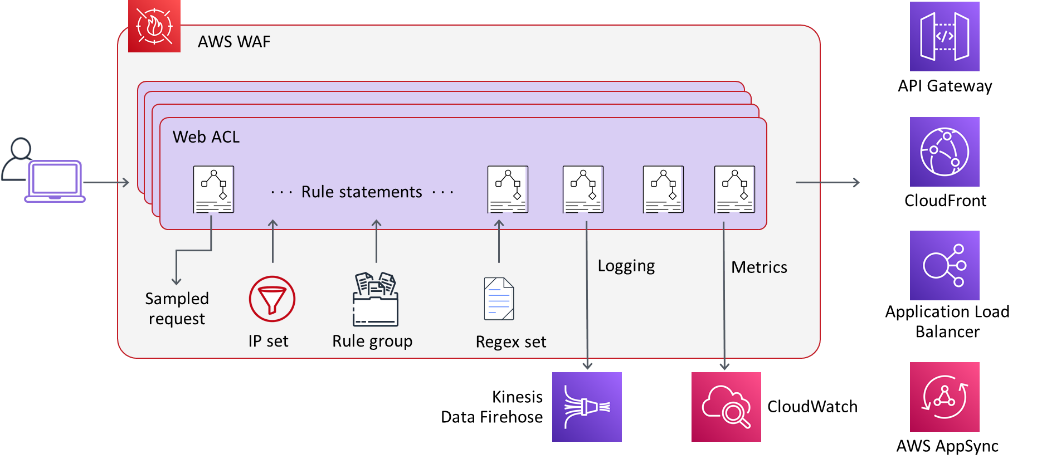 AWS WAF
Web ACL
· · · Rule statements · · ·
Sampled
request
IP set
Rule group
Regex set
Logging
Metrics
Kinesis
Data Firehose
CloudWatch
</>
API Gateway
CloudFront
Application Load
Balancer
AWS AppSync